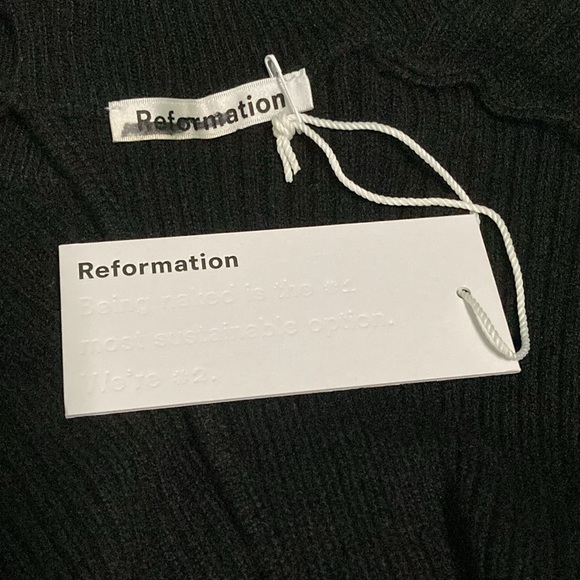 Reformation
Reformation
Being naked is the #1
most sustainable option.
We're #2.